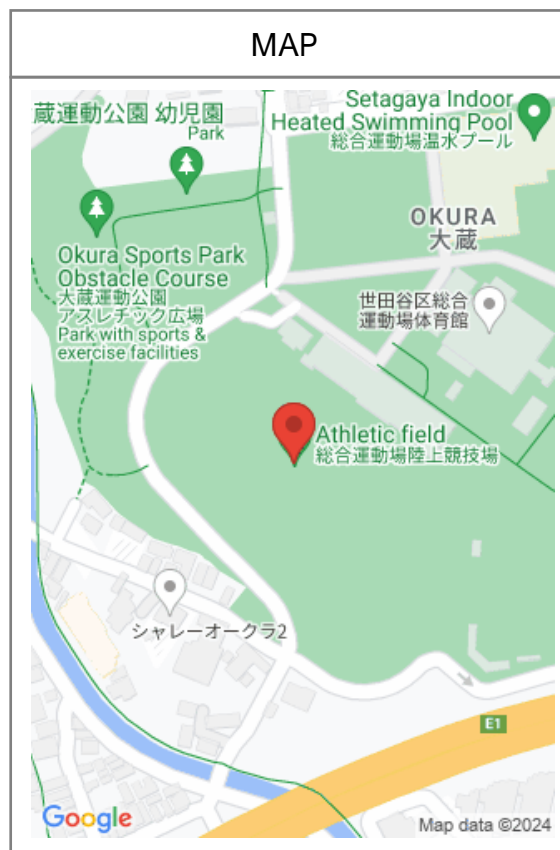 MAP
蔵運動公園 幼児園
Park
Setagaya Indoor
Heated Swimming Pool
総合運動場温水プール
OKURA
大蔵
Okura Sports Park
Obstacle Course
大蔵運動公園
アスレチック広場
Park with sports &
exercise facilities
世田谷区総合
運動場体育館
Athletic field
総合運動場陸上競技場
シャレーオークラ2
E1
Google
Map data ©2024